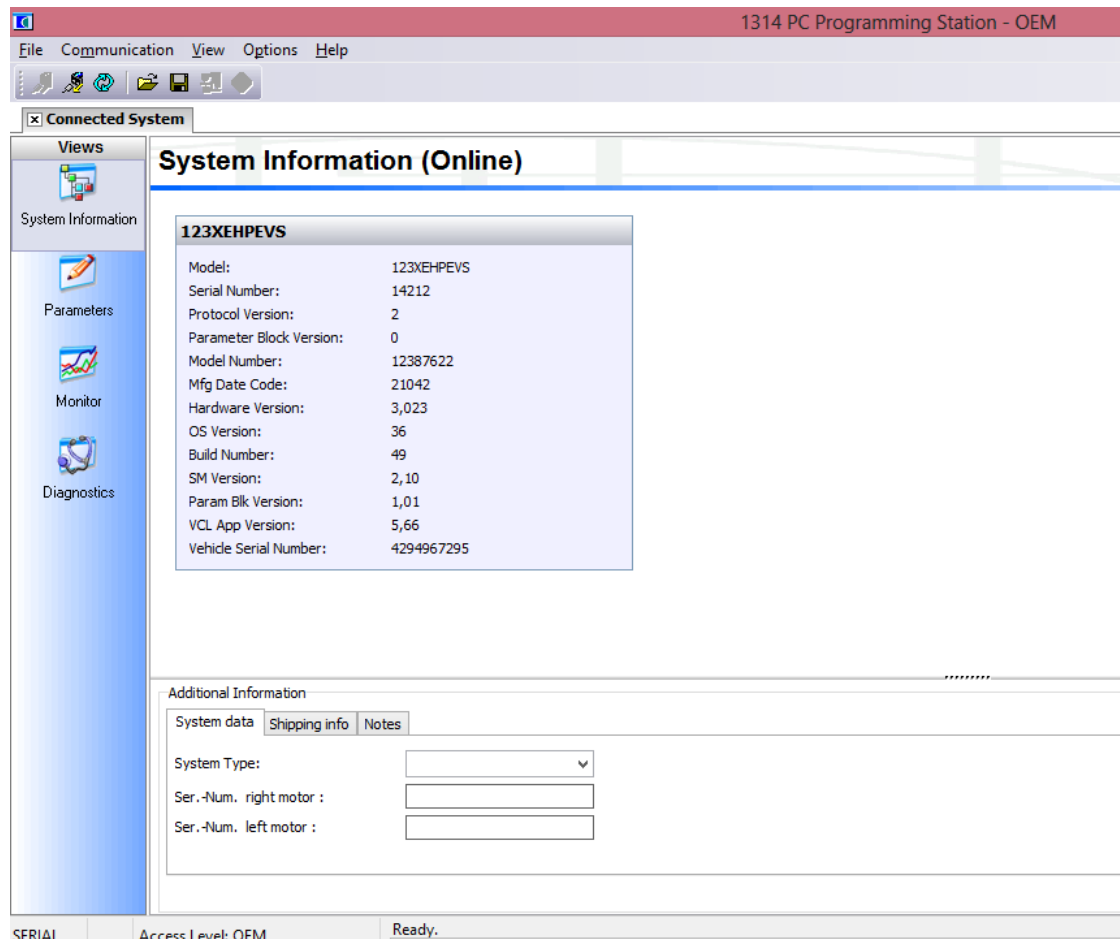 1314 PC Programming Station - OEM
File Communication View Options Help
Connected System
Views
System Information (Online)
System Information
123XEHPEVS
Model: 123XEHPEVS
Serial Number: 14212
Protocol Version: 2
Parameter Block Version: 0
Model Number: 12387622
Mfg Date Code: 21042
Hardware Version: 3,023
OS Version: 36
Build Number: 49
SM Version: 2,10
Param Blk Version: 1,01
VCL App Version: 5,66
Vehicle Serial Number: 4294967295
Parameters
Monitor
Diagnostics
Additional Information
System data Shipping info Notes
System Type:
Ser.-Num. right motor :
Ser.-Num. left motor :
SERIAL Access Level: OEM Ready.